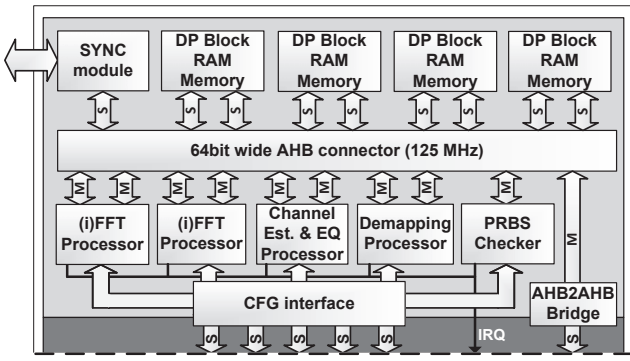 SYNC
module
DP Block
RAM
Memory
DP Block
RAM
Memory
DP Block
RAM
Memory
DP Block
RAM
Memory
S
S
S
S
S
S
S
S
S
64bit wide AHB connector (125 MHz)
M
M
M
M
M
M
M
M
M
M
(i)FFT
Processor
(i)FFT
Processor
Channel
Est. & EQ
Processor
Demapping
Processor
PRBS
Checker
CFG interface
AHB2AHB
Bridge
S
S
S
S
S
IRQ
S